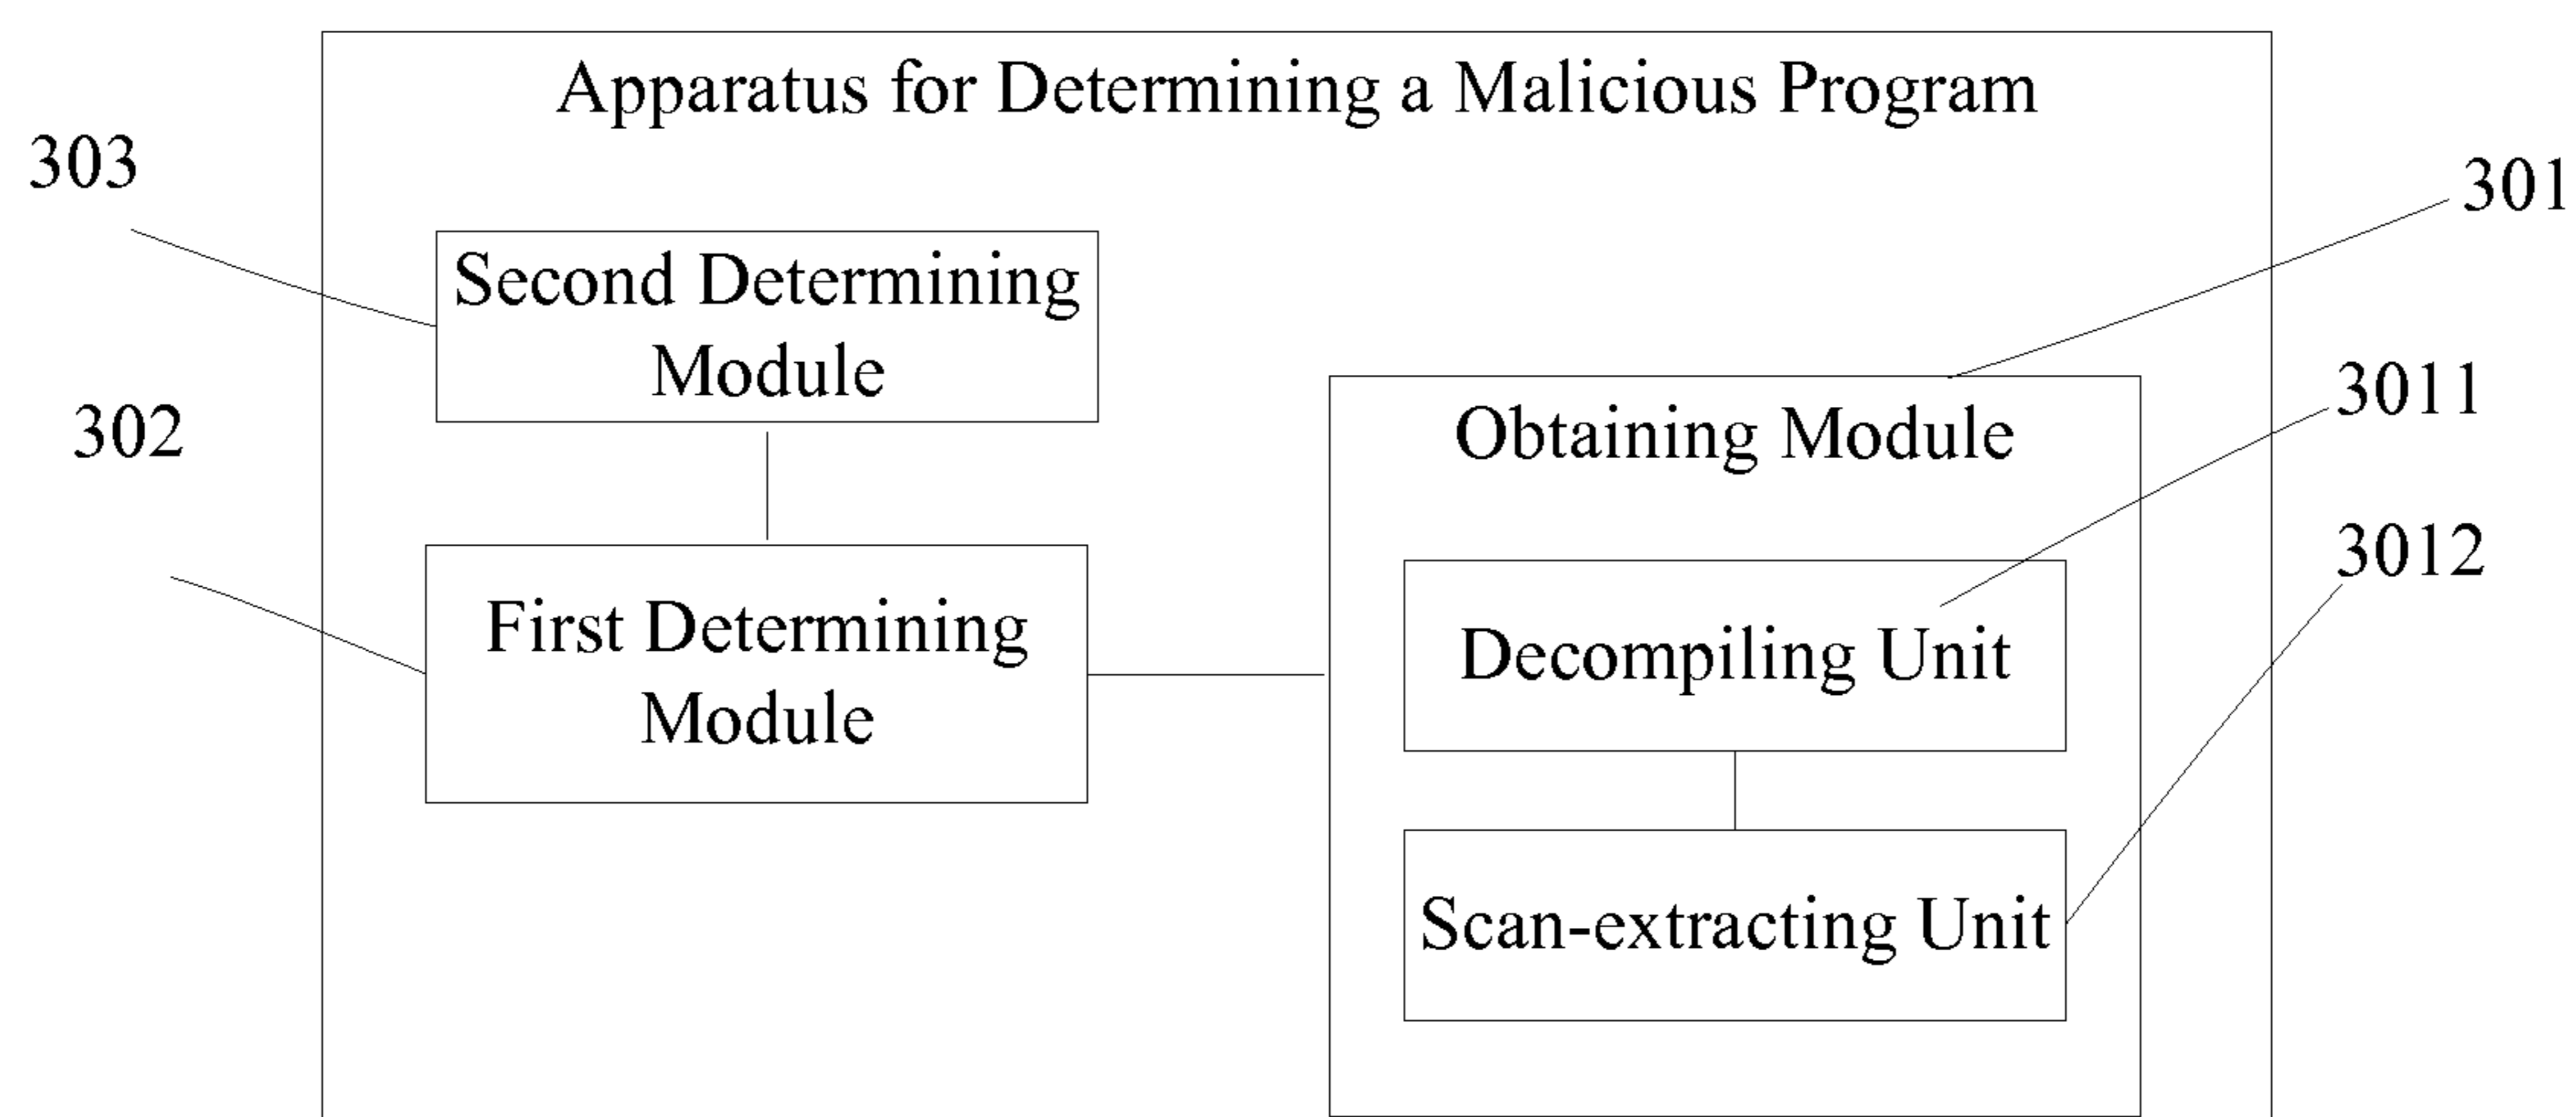 Apparatus for Determining a Malicious Program
303
301
Second Determining
Module
302
Obtaining Module
3011
First Determining
Module
Decompiling Unit
3012
Scan-extracting Unit